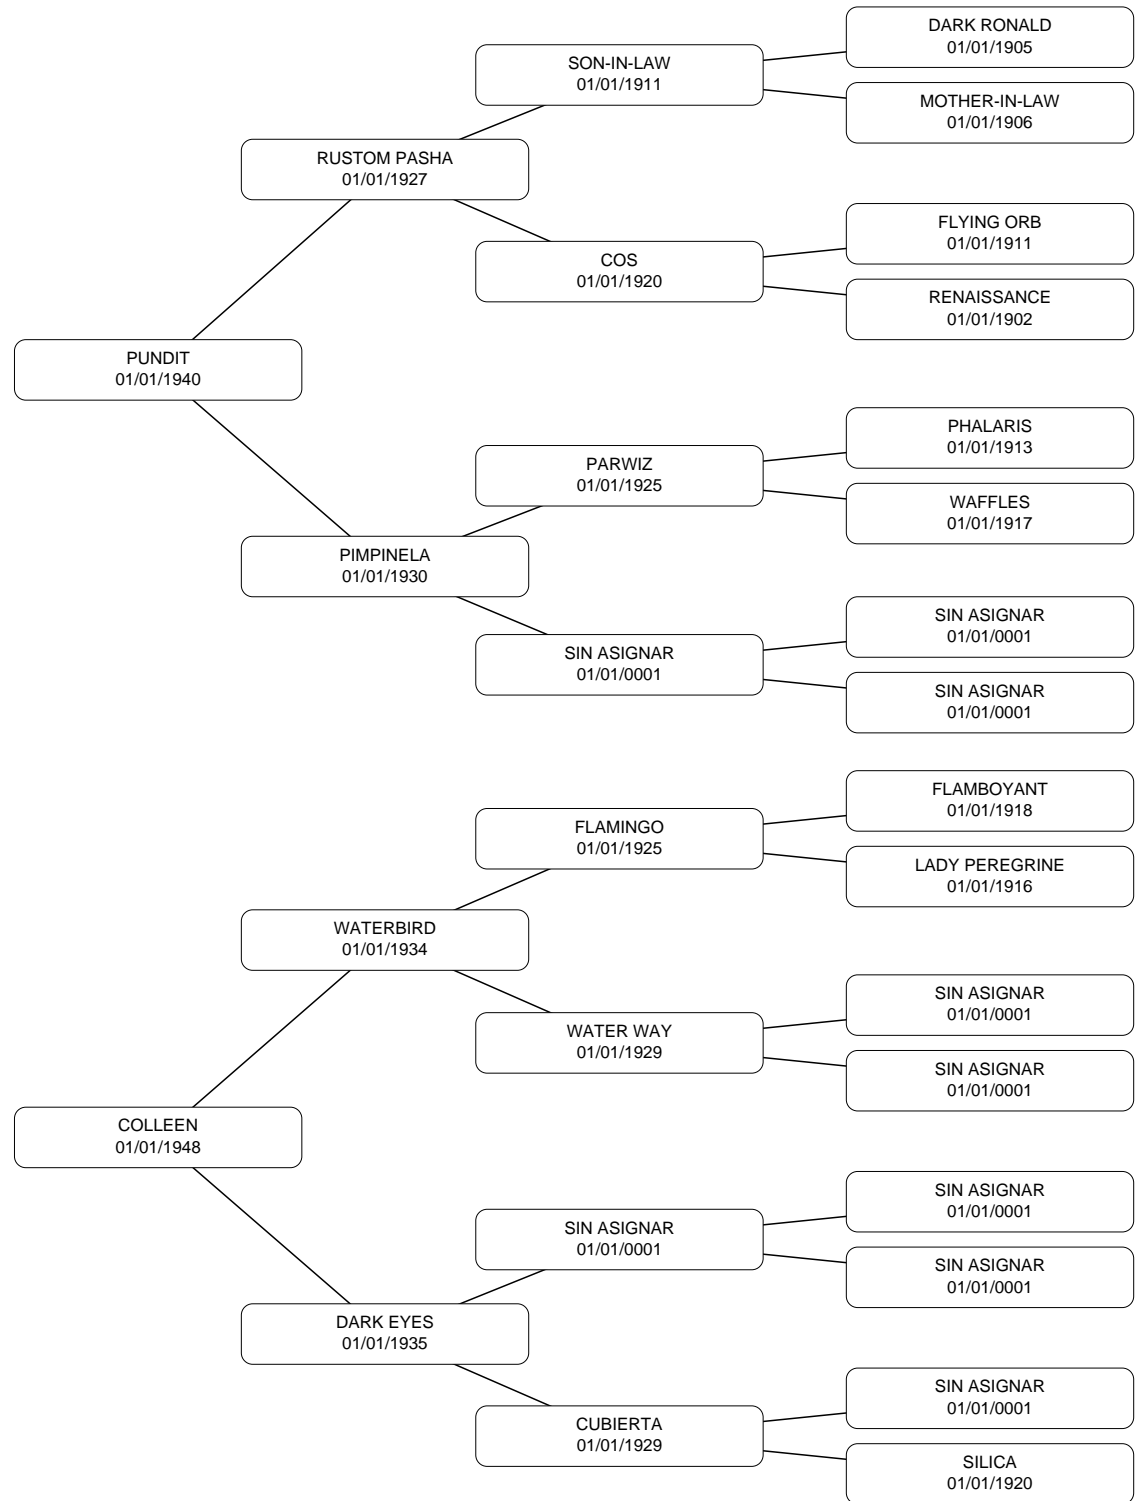 DARK RONALD
01/01/1905
SON-IN-LAW
01/01/1911
MOTHER-IN-LAW
01/01/1906
RUSTOM PASHA
01/01/1927
FLYING ORB
01/01/1911
COS
01/01/1920
RENAISSANCE
01/01/1902
PUNDIT
01/01/1940
PHALARIS
01/01/1913
PARWIZ
01/01/1925
WAFFLES
01/01/1917
PIMPINELA
01/01/1930
SIN ASIGNAR
01/01/0001
SIN ASIGNAR
01/01/0001
SIN ASIGNAR
01/01/0001
FLAMBOYANT
01/01/1918
FLAMINGO
01/01/1925
LADY PEREGRINE
01/01/1916
WATERBIRD
01/01/1934
SIN ASIGNAR
01/01/0001
WATER WAY
01/01/1929
SIN ASIGNAR
01/01/0001
COLLEEN
01/01/1948
SIN ASIGNAR
01/01/0001
SIN ASIGNAR
01/01/0001
SIN ASIGNAR
01/01/0001
DARK EYES
01/01/1935
SIN ASIGNAR
01/01/0001
CUBIERTA
01/01/1929
SILICA
01/01/1920